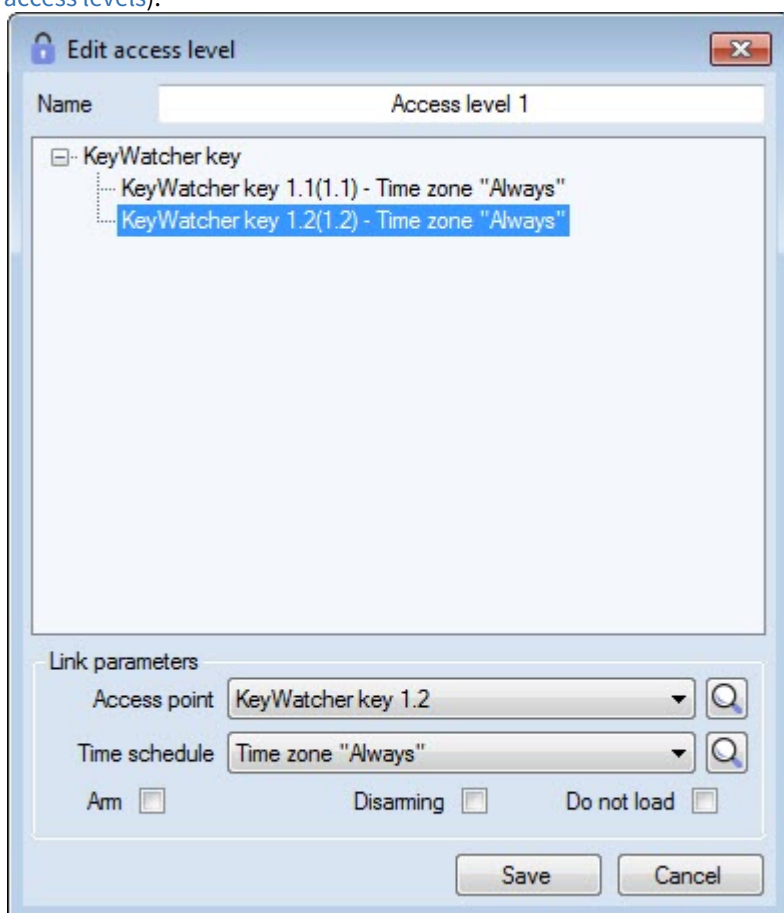 access levels).
Edit access level
Name Access level 1
KeyWatcher key
KeyWatcher key 1.1(1.1) - Time zone "Always"
KeyWatcher key 1.2(1.2) - Time zone "Always"
Link parameters
Access point KeyWatcher key 1.2
Time schedule Time zone "Always"
Arm Disarming Do not load
Save Cancel